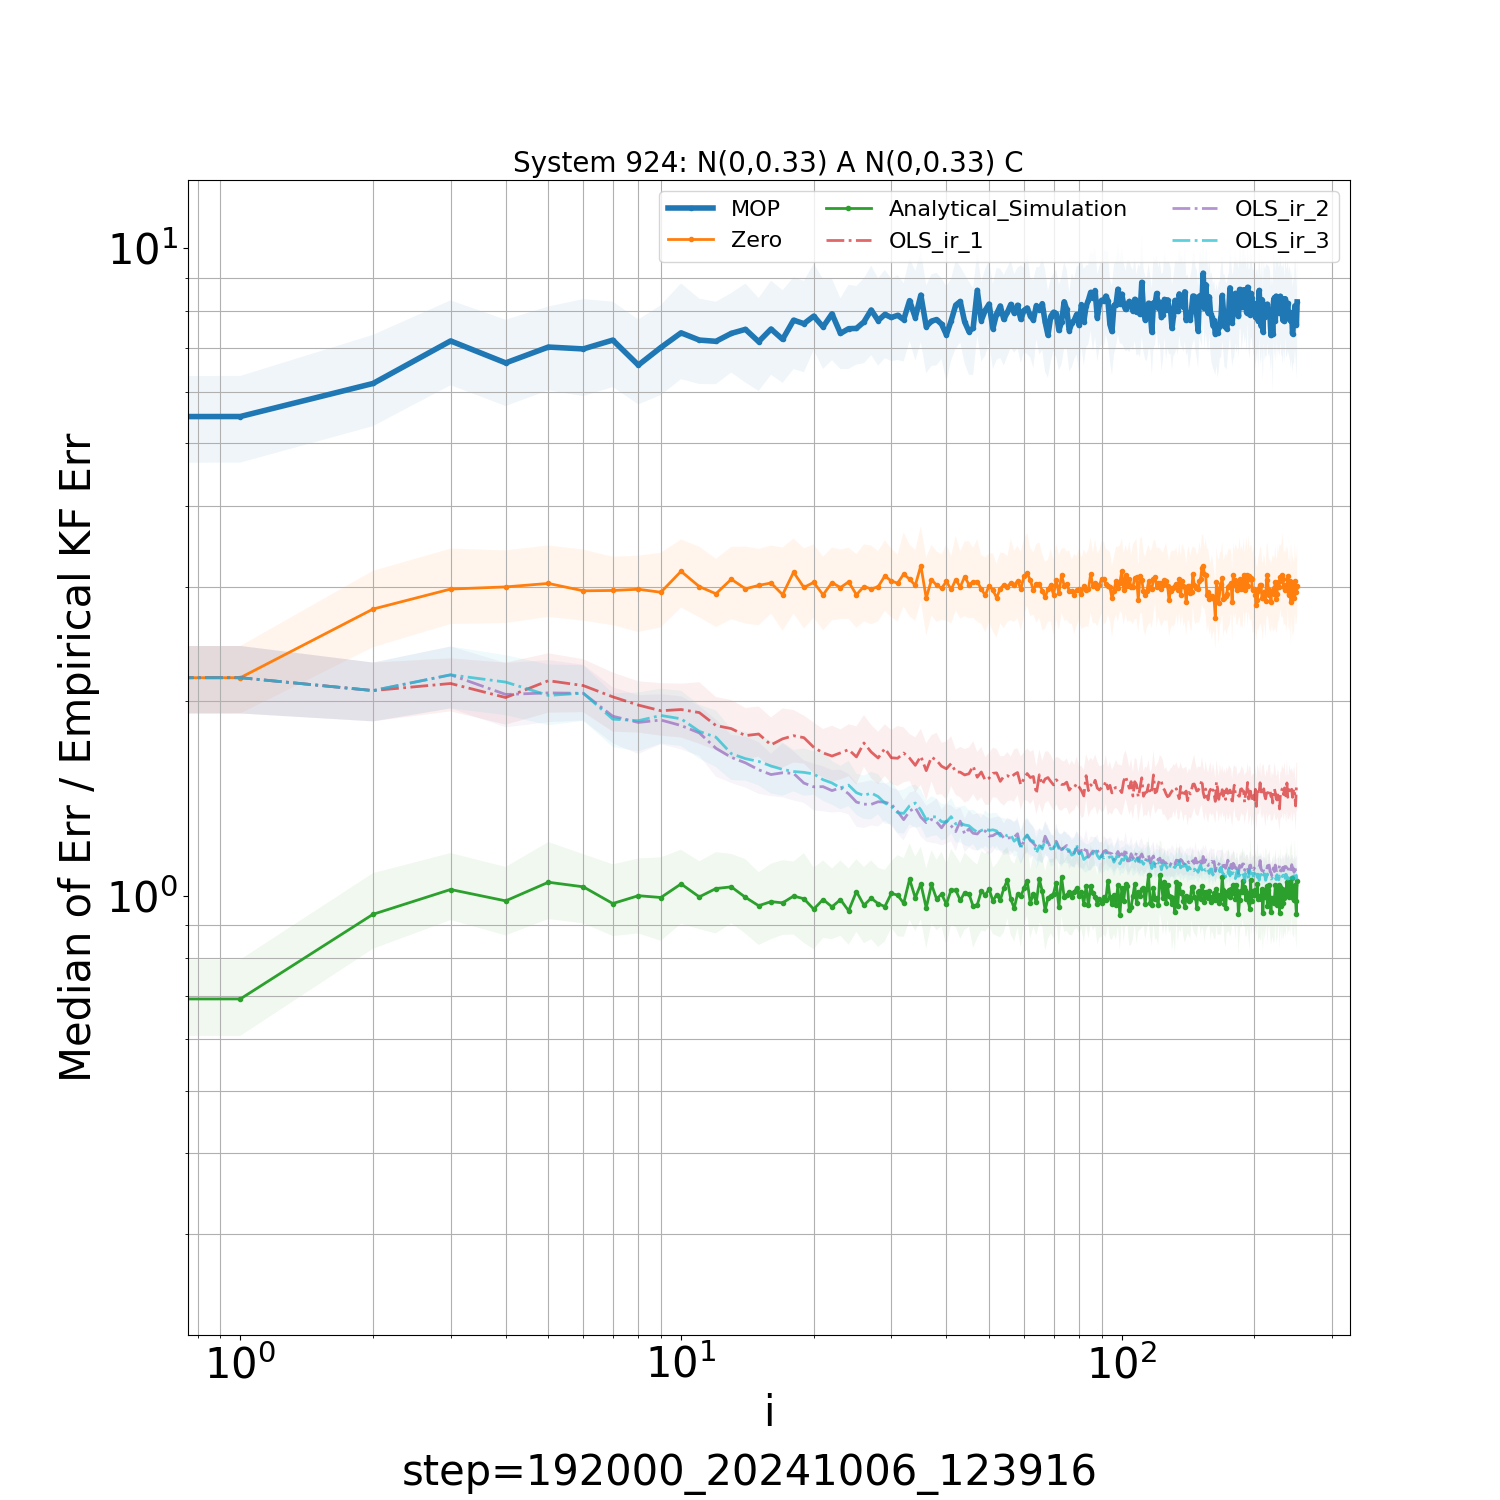 System 924: N(0,0.33) A N(0,0.33) C
MOP
Zero
Analytical_Simulation
OLS_ir_1
OLS_ir_2
OLS_ir_3
Median of Err / Empirical KF Err
10¹
10⁰
10⁰ 10¹ 10²
i
step=192000_20241006_123916